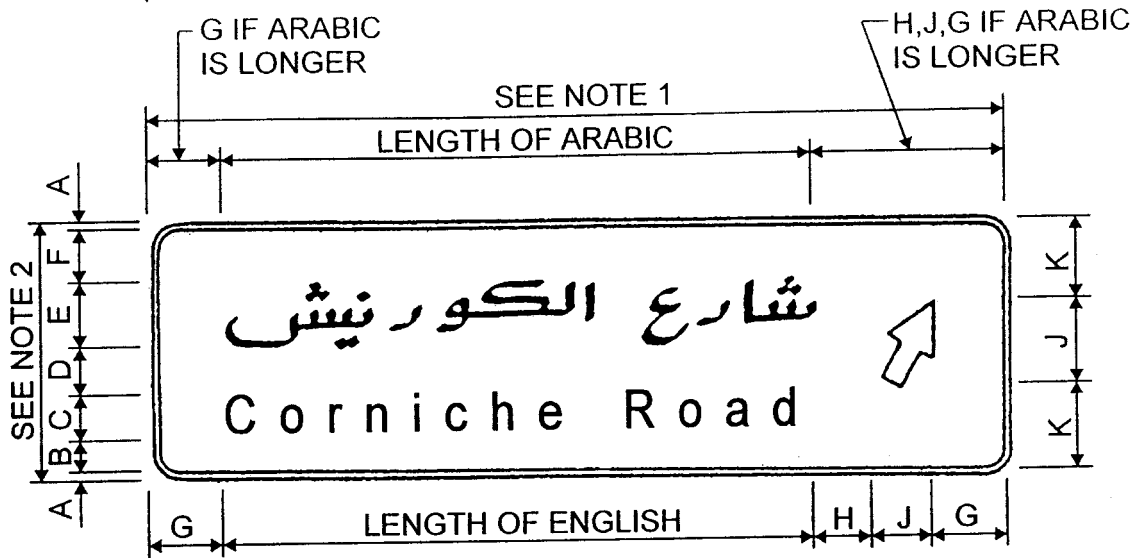 G IF ARABIC
IS LONGER
H,J,G IF ARABIC
IS LONGER
SEE NOTE 1
LENGTH OF ARABIC
A
F
E
D
C
B
A
SEE NOTE 2
شارع الكورنيش
Corniche Road
K
J
K
G
LENGTH OF ENGLISH
H
J
G